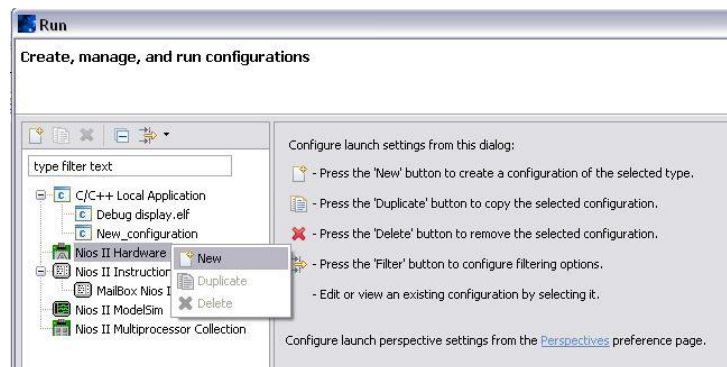 Run
Create, manage, and run configurations
type filter text
C/C++ Local Application
Debug display.elf
New_configuration
Nios II Hardware
Nios II Instruction
MailBox Nios I
Nios II ModelSim
Nios II Multiprocessor Collection
New
Duplicate
Delete
Configure launch settings from this dialog:
- Press the 'New' button to create a configuration of the selected type.
- Press the 'Duplicate' button to copy the selected configuration.
- Press the 'Delete' button to remove the selected configuration.
- Press the 'Filter' button to configure filtering options.
- Edit or view an existing configuration by selecting it.
Configure launch perspective settings from the Perspectives preference page.